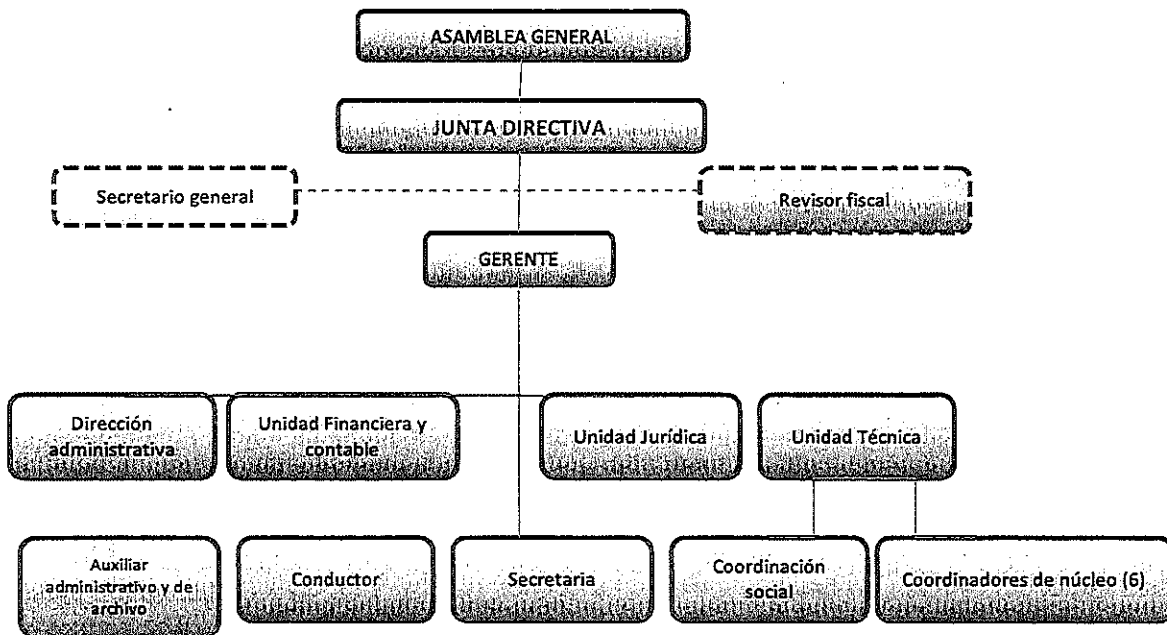 ASAMBLEA GENERAL
JUNTA DIRECTIVA
Secretario general
Revisor fiscal
GERENTE
Dirección
administrativa
Unidad Financiera y
contable
Unidad Jurídica
Unidad Técnica
Auxiliar
administrativo y de
archivo
Conductor
Secretaria
Coordinación
social
Coordinadores de núcleo (6)